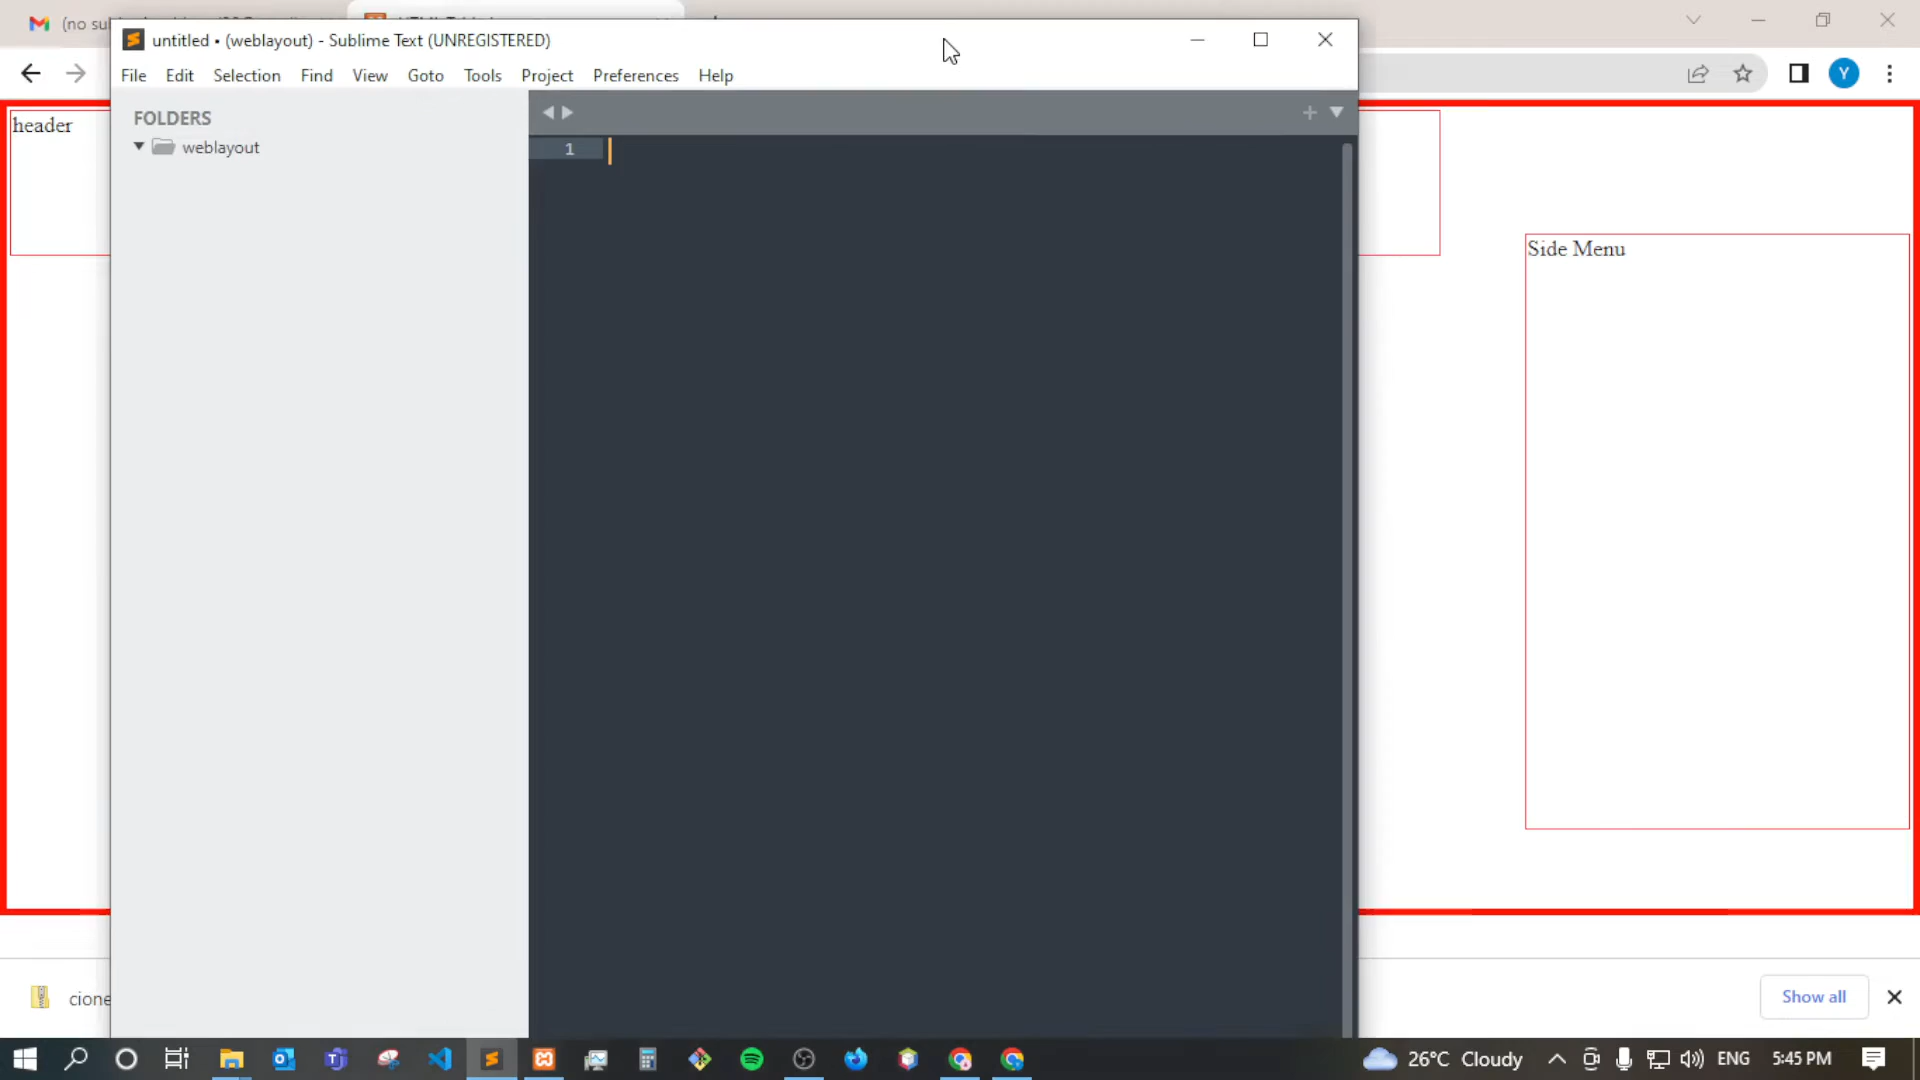 (no su
untitled • (weblayout) - Sublime Text (UNREGISTERED)
File Edit Selection Find View Goto Tools Project Preferences Help
Y
header
FOLDERS
weblayout
1
Side Menu
cione
Show all
26°C Cloudy
ENG
5:45 PM